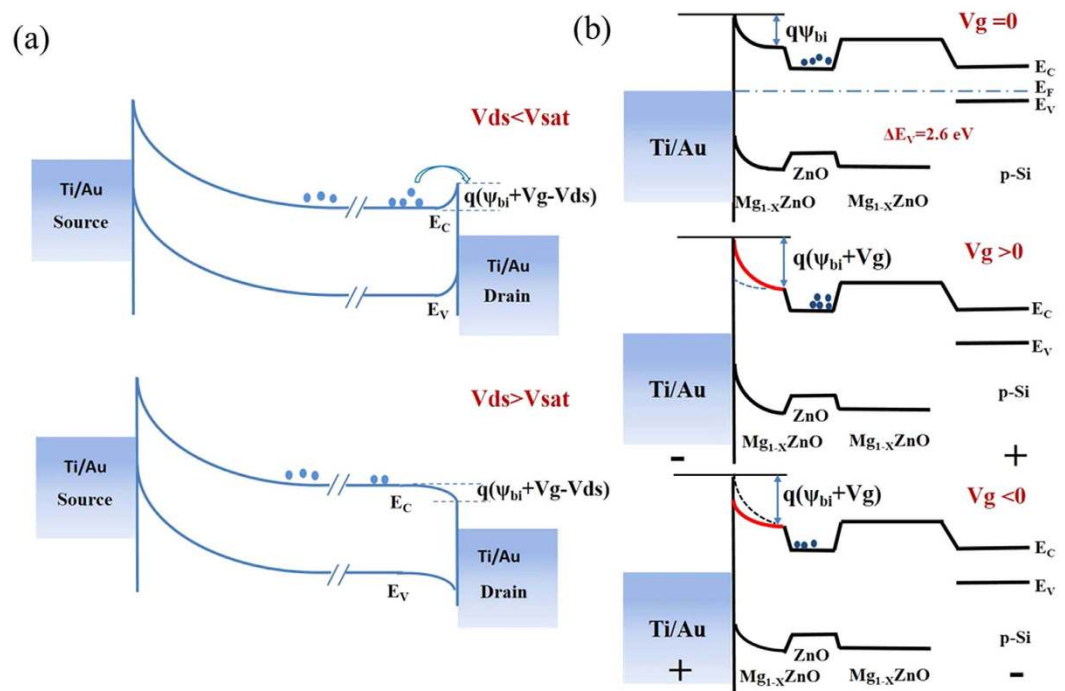 (a)
Vds<Vsat
Ti/Au
Source
q(ψbi+Vg-Vds)
EC
Ti/Au
Drain
EV
Vds>Vsat
Ti/Au
Source
q(ψbi+Vg-Vds)
EC
Ti/Au
Drain
EV
(b)
qψbi
Vg =0
EC
EF
EV
Ti/Au
ΔEV=2.6 eV
ZnO
p-Si
Mg1-XZnO
Mg1-XZnO
q(ψbi+Vg)
Vg >0
EC
EV
Ti/Au
ZnO
p-Si
Mg1-XZnO
Mg1-XZnO
-
+
q(ψbi+Vg)
Vg <0
EC
EV
Ti/Au
ZnO
p-Si
Mg1-XZnO
Mg1-XZnO
+
-